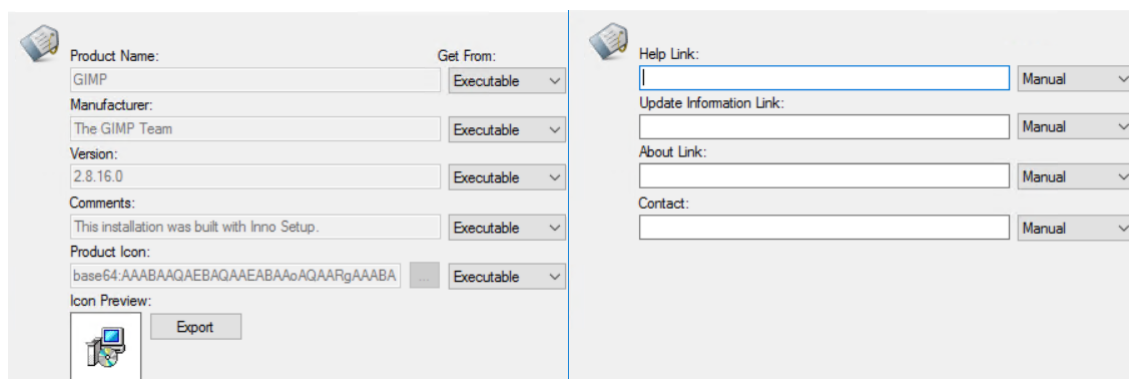 Product Name:
Get From:
GIMP
Executable
Manufacturer:
The GIMP Team
Executable
Version:
2.8.16.0
Executable
Comments:
This installation was built with Inno Setup.
Executable
Product Icon:
base64:AAABAAQAEBAQAAEABAAoAQAARgAAABA
...
Executable
Icon Preview:
Export
Help Link:
Manual
Update Information Link:
Manual
About Link:
Manual
Contact:
Manual